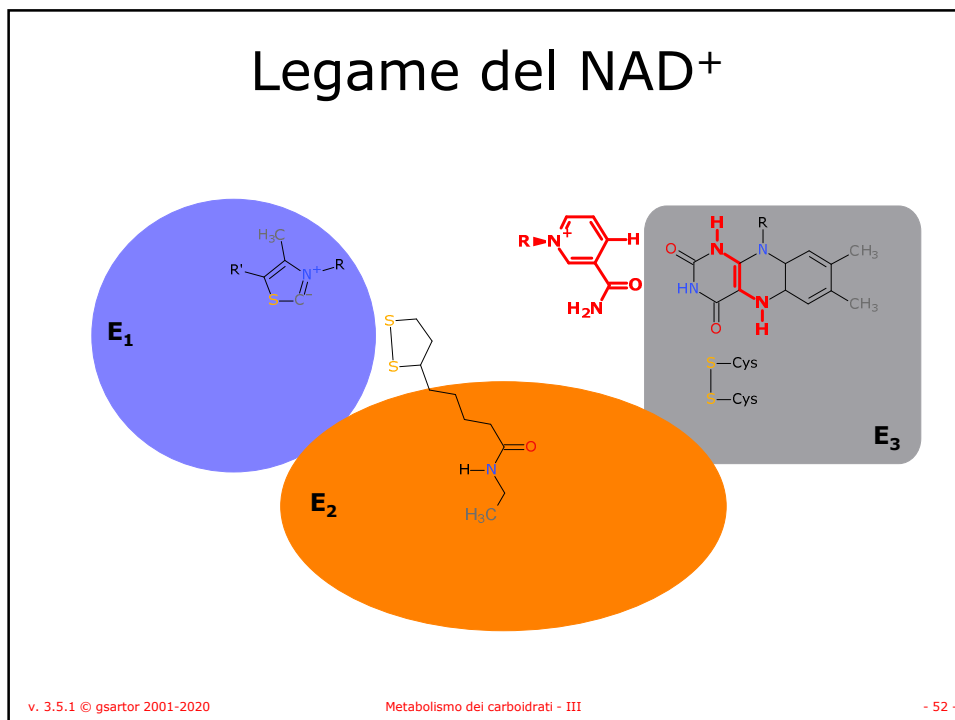 Legame del NAD⁺
H₃C
R'
N⁺
R
S
C⁻
E₁
R
N
+
H
O
H₂N
H
R
O
N
N
CH₃
HN
N
CH₃
O
H
S
S
S—Cys
S—Cys
E₃
O
H—N
H₃C
E₂
v. 3.5.1 © gsartor 2001-2020
Metabolismo dei carboidrati - III
- 52 -